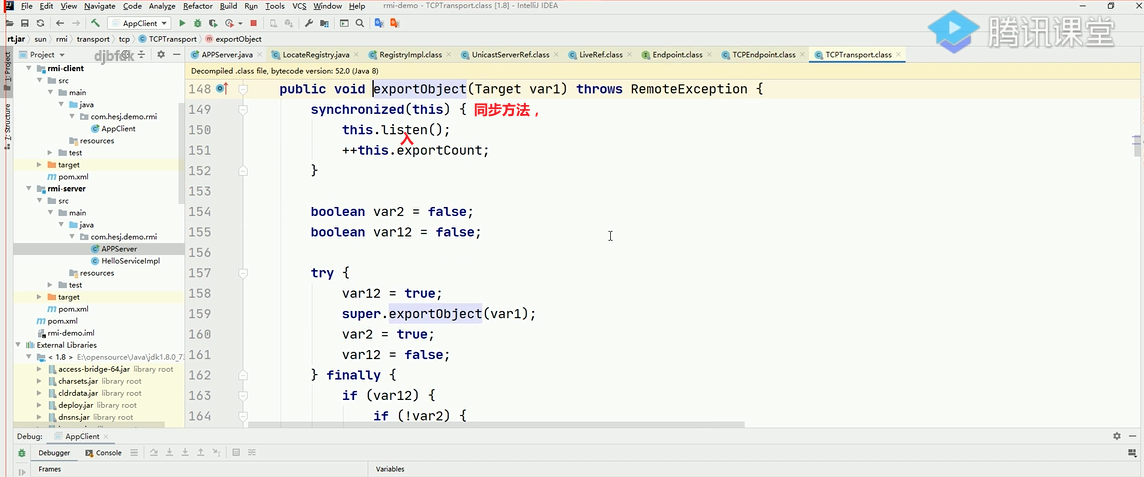 File Edit View Navigate Code Analyze Refactor Build Run Tools VCS Window Help rmi-demo - TCPTransport.class [1.8] - IntelliJ IDEA
AppClient
rt.jar sun rmi transport tcp TCPTransport exportObject
腾讯课堂
Project
djbfdk
APPServer.java LocateRegistry.java RegistryImpl.class UnicastServerRef.class LiveRef.class Endpoint.class TCPEndpoint.class TCPTransport.class
Decompiled .class file, bytecode version: 52.0 (Java 8)
1: Project
7: Structure
rmi-client
src
main
java
com.hesj.demo.rmi
AppClient
resources
test
target
pom.xml
rmi-server
src
main
java
com.hesj.demo.rmi
APPServer
HelloServiceImpl
resources
test
target
pom.xml
pom.xml
rmi-demo.iml
External Libraries
< 1.8 > E:\opensource\Java\jdk1.8.0_7
access-bridge-64.jar library root
charsets.jar library root
cldrdata.jar library root
deploy.jar library root
dnsns.jar library root
148 public void exportObject(Target var1) throws RemoteException {
149 synchronized(this) { 同步方法，
150 this.listen();
151 ++this.exportCount;
152 }
153
154 boolean var2 = false;
155 boolean var12 = false;
156
157 try {
158 var12 = true;
159 super.exportObject(var1);
160 var2 = true;
161 var12 = false;
162 } finally {
163 if (var12) {
164 if (!var2) {
Debug: AppClient
Debugger Console
Frames Variables